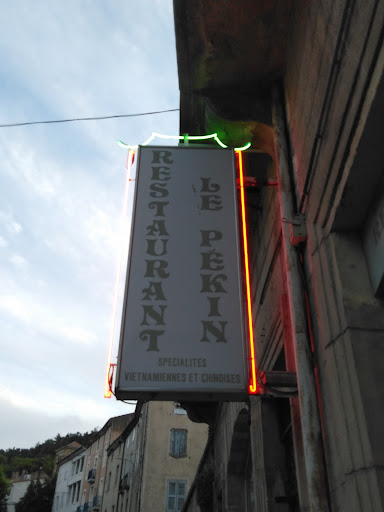 RESTAURANT
LE PÉKIN
SPECIALITES
VIETNAMIENNES ET CHINOISES